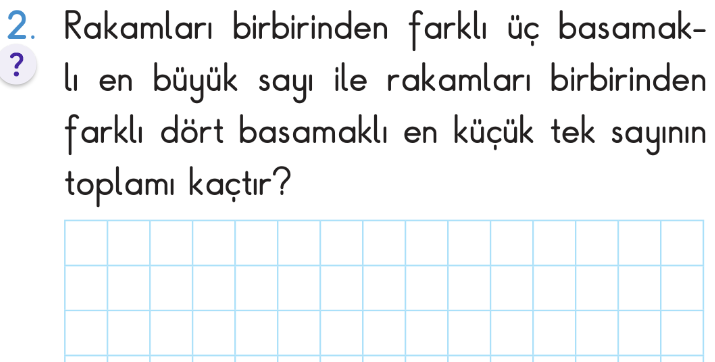 2. Rakamları birbirinden farklı üç basamak-
? lı en büyük sayı ile rakamları birbirinden
farklı dört basamaklı en küçük tek sayının
toplamı kaçtır?